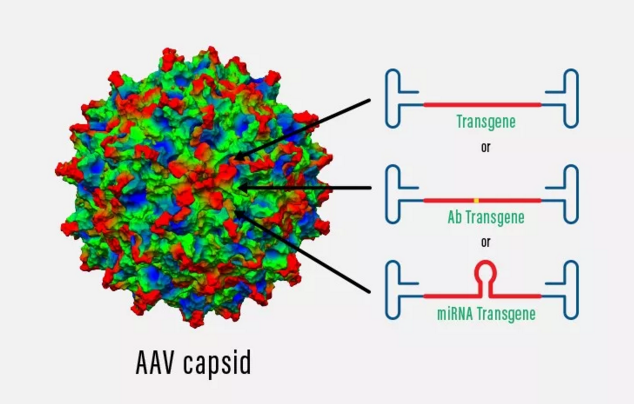 Transgene
or
Ab Transgene
or
miRNA Transgene
AAV capsid